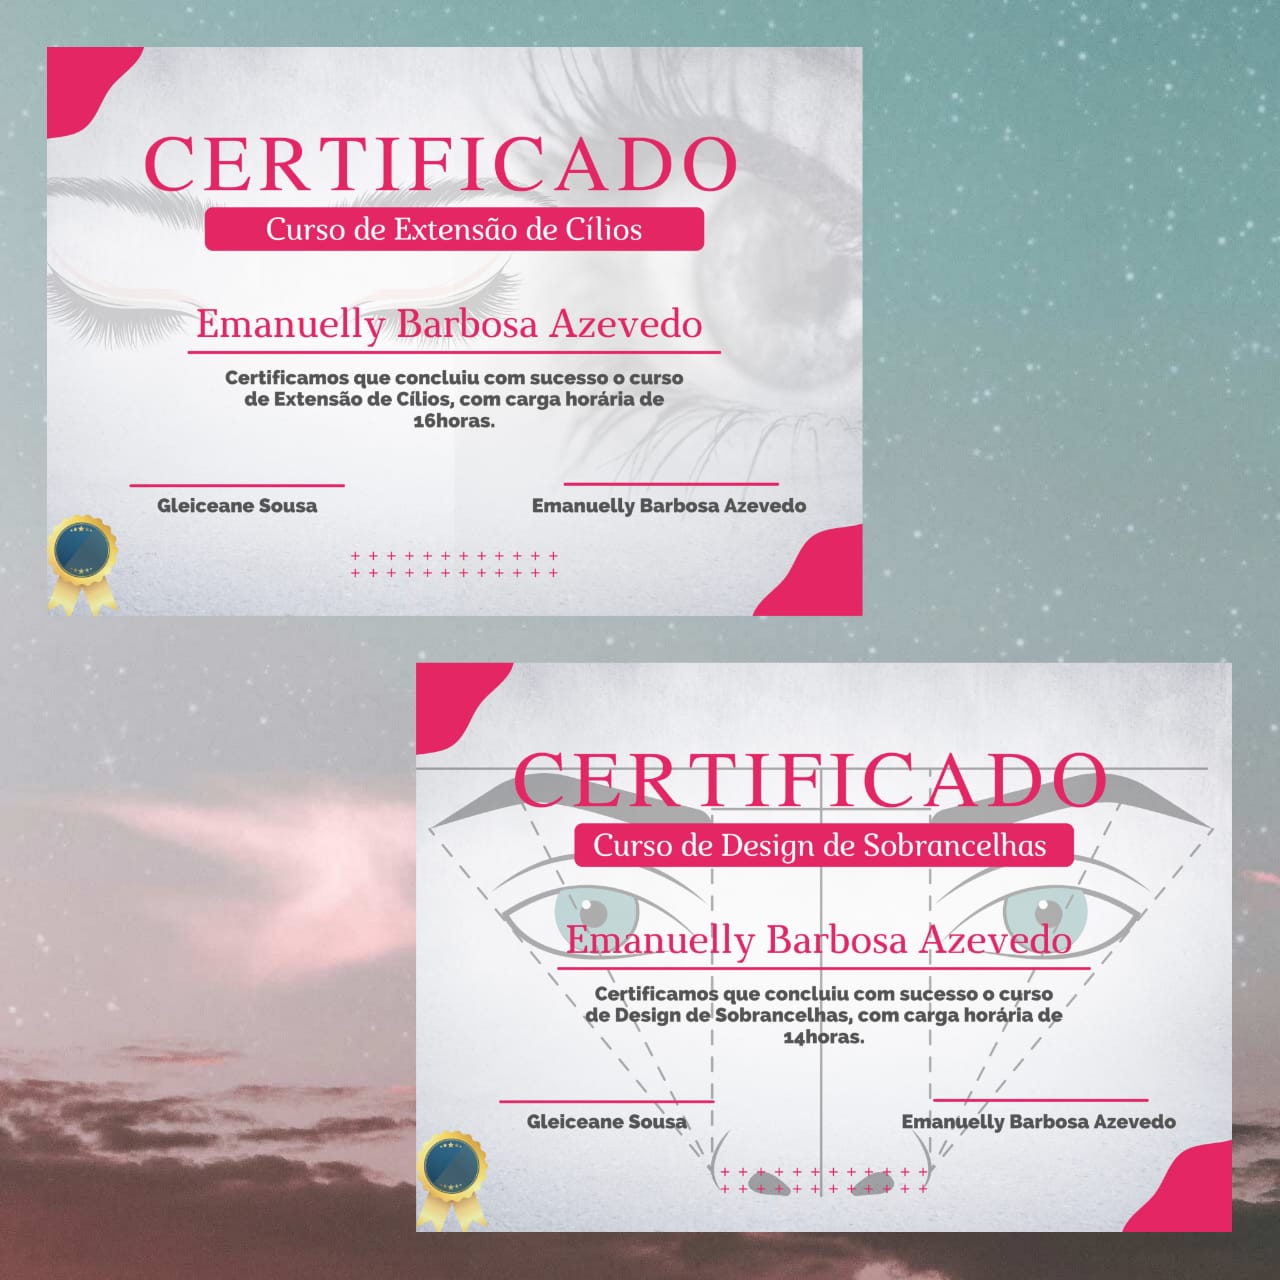 CERTIFICADO
Curso de Extensão de Cílios
Emanuelly Barbosa Azevedo
Certificamos que concluiu com sucesso o curso
de Extensão de Cílios, com carga horária de
16horas.
Gleiceane Sousa
Emanuelly Barbosa Azevedo
CERTIFICADO
Curso de Design de Sobrancelhas
Emanuelly Barbosa Azevedo
Certificamos que concluiu com sucesso o curso
de Design de Sobrancelhas, com carga horária de
14horas.
Gleiceane Sousa
Emanuelly Barbosa Azevedo